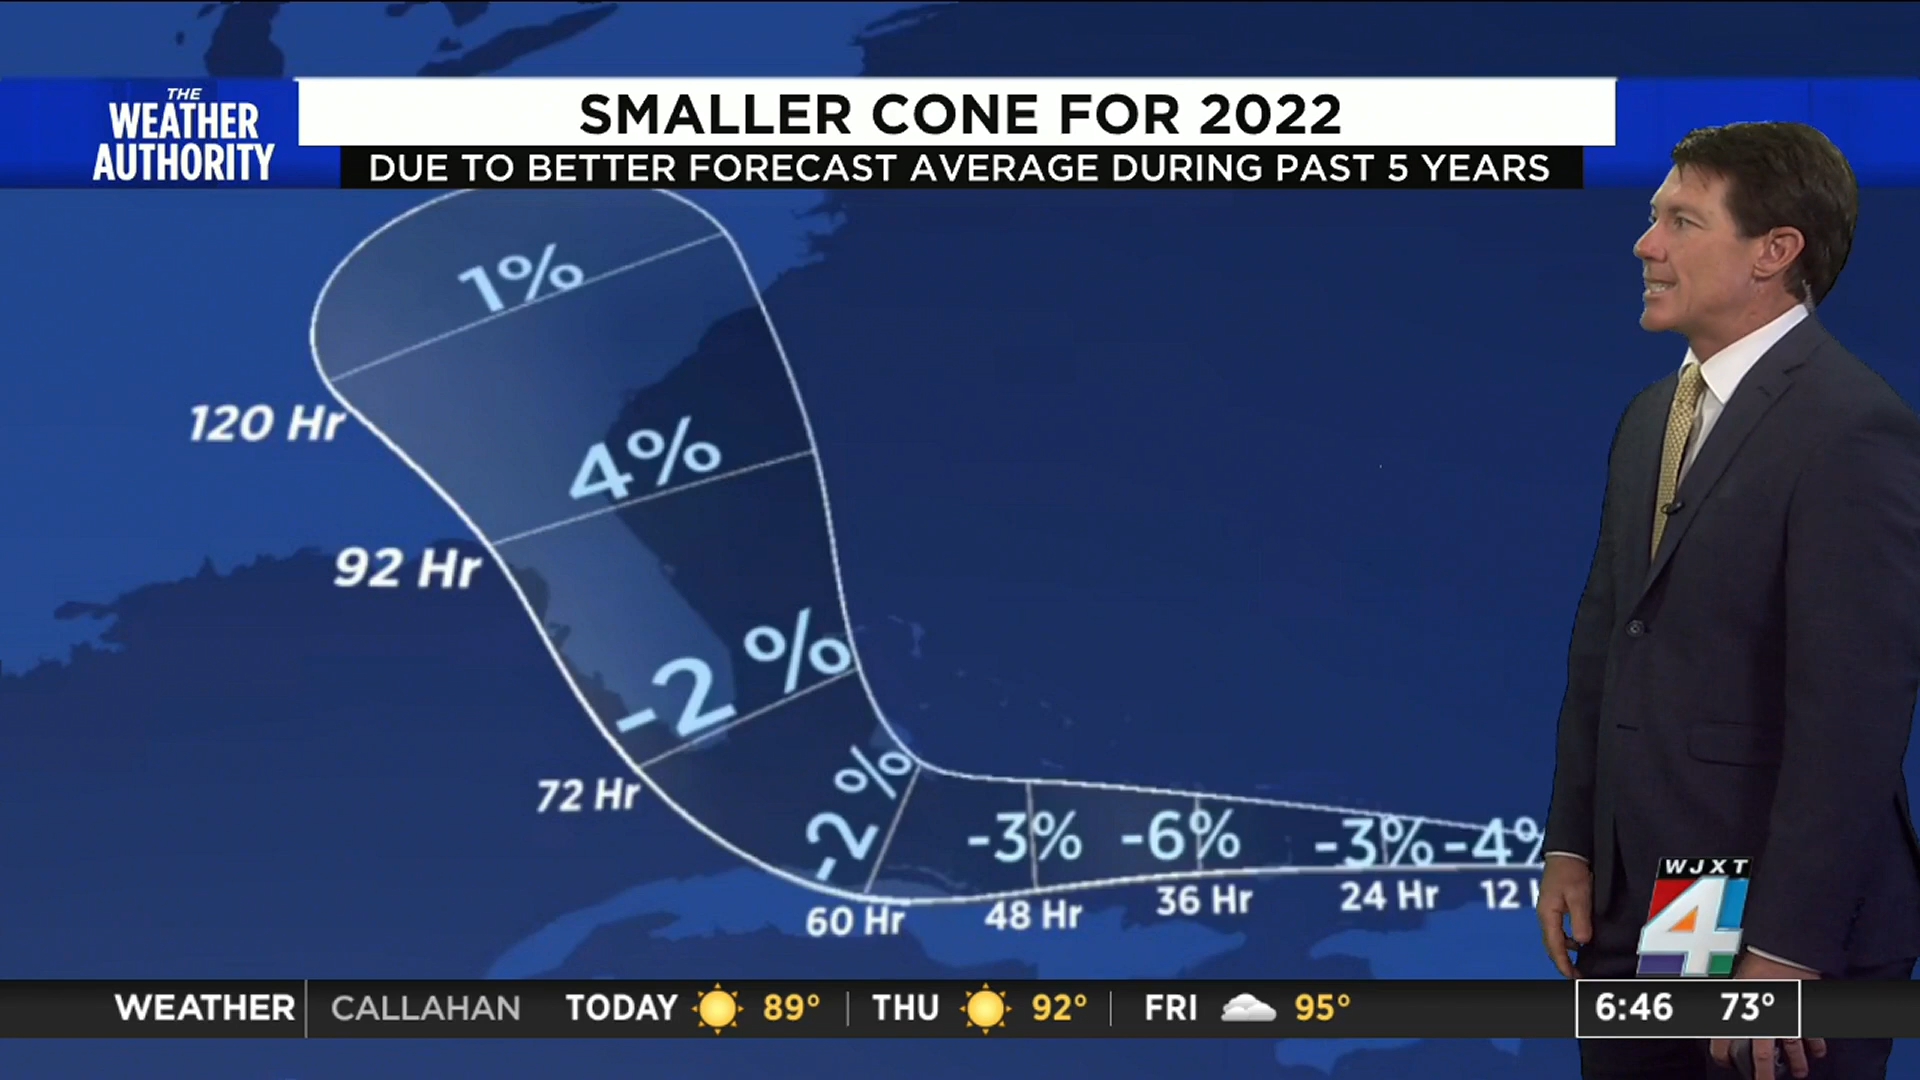 THE
WEATHER
AUTHORITY
SMALLER CONE FOR 2022
DUE TO BETTER FORECAST AVERAGE DURING PAST 5 YEARS
1%
120 Hr
4%
92 Hr
-2 %
72 Hr
-2 %
60 Hr
-3%
48 Hr
-6%
36 Hr
-3%
24 Hr
-4%
12 H
WJXT
4
WEATHER CALLAHAN TODAY 89° THU 92° FRI 95° 6:46 73°